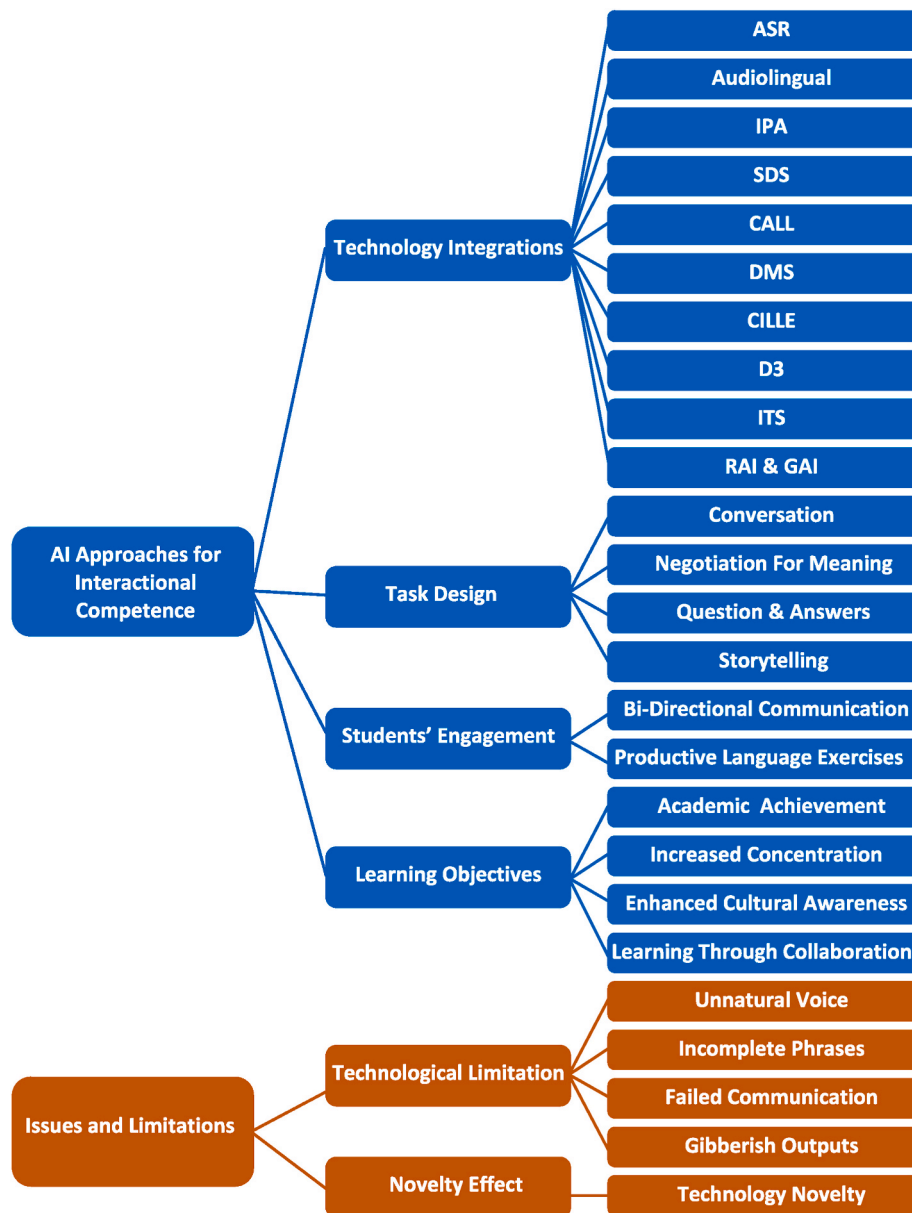 AI Approaches for
Interactional
Competence
Technology Integrations
ASR
Audiolingual
IPA
SDS
CALL
DMS
CILLE
D3
ITS
RAI & GAI
Task Design
Conversation
Negotiation For Meaning
Question & Answers
Storytelling
Students’ Engagement
Bi-Directional Communication
Productive Language Exercises
Learning Objectives
Academic Achievement
Increased Concentration
Enhanced Cultural Awareness
Learning Through Collaboration
Issues and Limitations
Technological Limitation
Unnatural Voice
Incomplete Phrases
Failed Communication
Gibberish Outputs
Novelty Effect
Technology Novelty